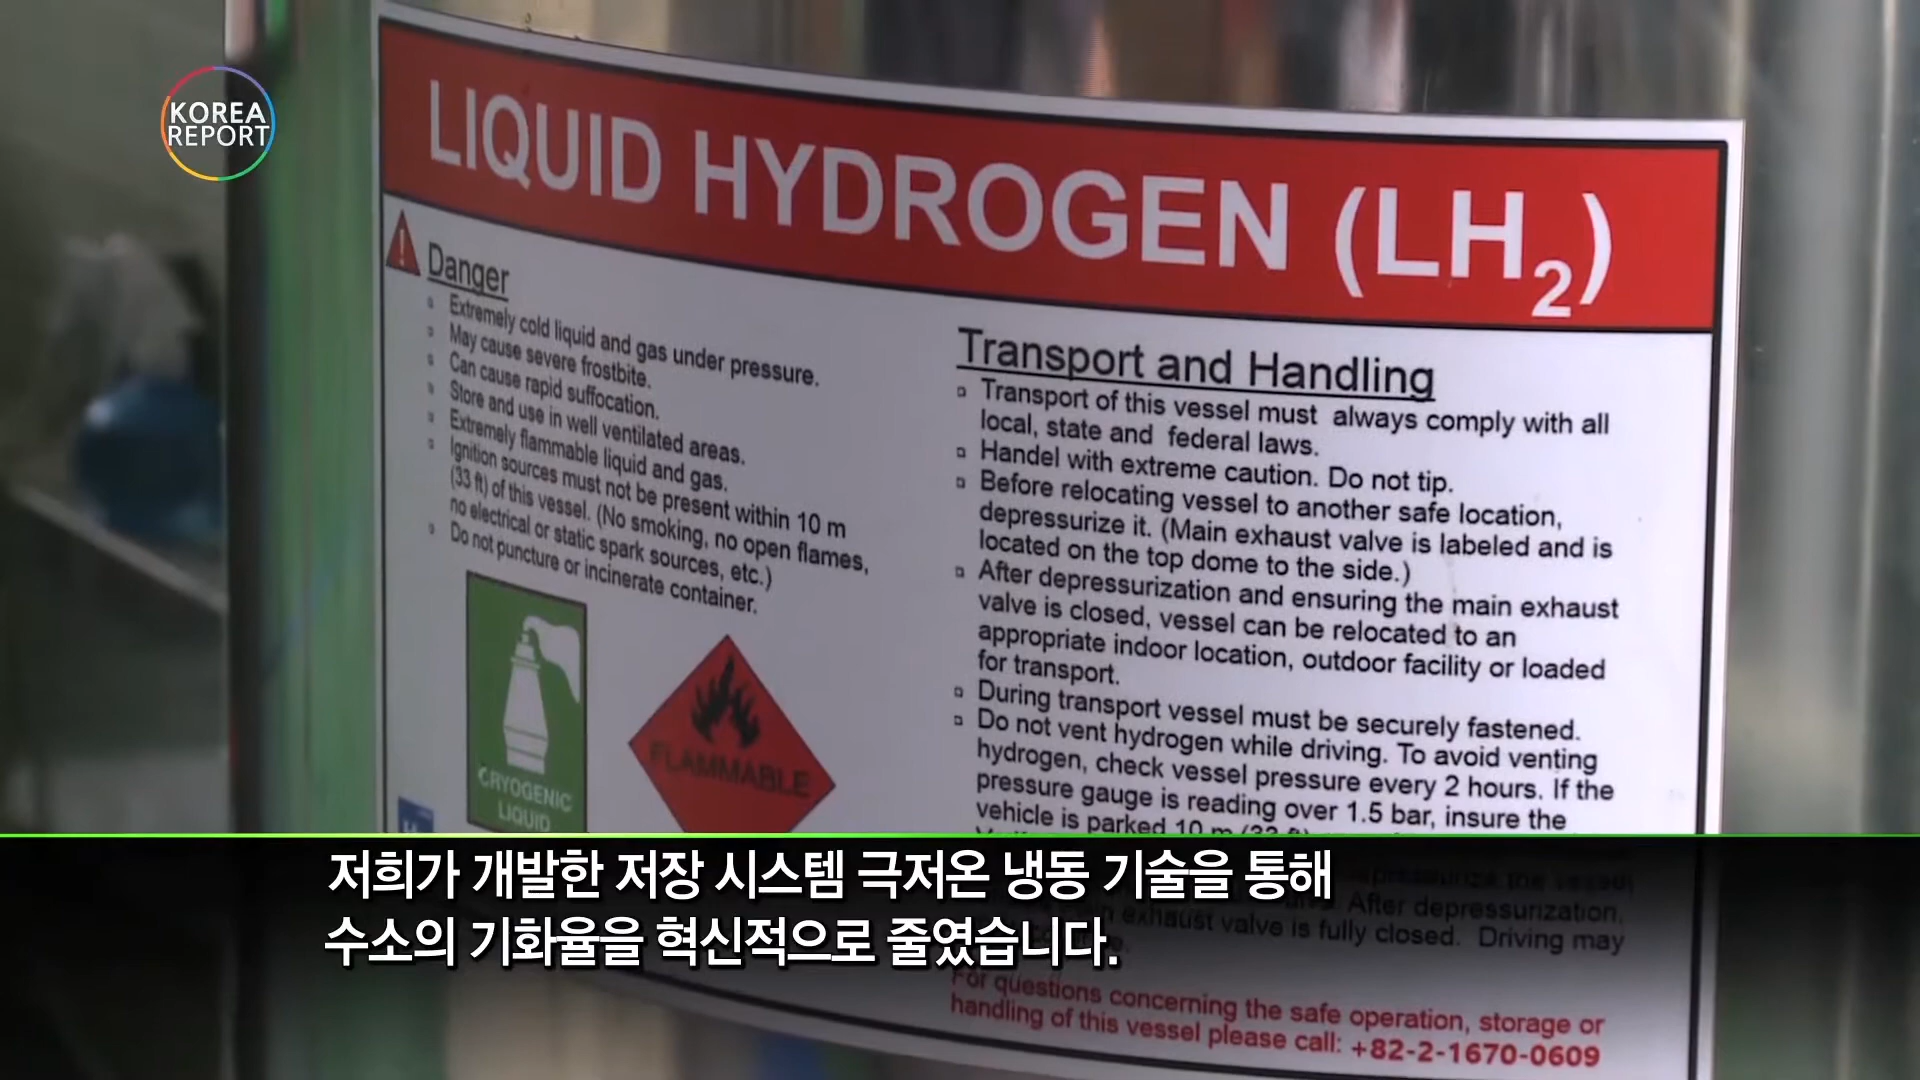 KOREA
REPORT
LIQUID HYDROGEN (LH₂)
Danger
Extremely cold liquid and gas under pressure.
May cause severe frostbite.
Can cause rapid suffocation.
Store and use in well ventilated areas.
Extremely flammable liquid and gas.
Ignition sources must not be present within 10 m
(33 ft) of this vessel. (No smoking, no open flames,
no electrical or static spark sources, etc.)
Do not puncture or incinerate container.
CRYOGENIC
LIQUID
FLAMMABLE
Transport and Handling
Transport of this vessel must always comply with all
local, state and federal laws.
Handel with extreme caution. Do not tip.
Before relocating vessel to another safe location,
depressurize it. (Main exhaust valve is labeled and is
located on the top dome to the side.)
After depressurization and ensuring the main exhaust
valve is closed, vessel can be relocated to an
appropriate indoor location, outdoor facility or loaded
for transport.
During transport vessel must be securely fastened.
Do not vent hydrogen while driving. To avoid venting
hydrogen, check vessel pressure every 2 hours. If the
pressure gauge is reading over 1.5 bar, insure the
vehicle is parked 10 m
After depressurization,
exhaust valve is fully closed. Driving may
For questions concerning the safe operation, storage or
handling of this vessel please call: +82-2-1670-0609
저희가 개발한 저장 시스템 극저온 냉동 기술을 통해
수소의 기화율을 혁신적으로 줄였습니다.